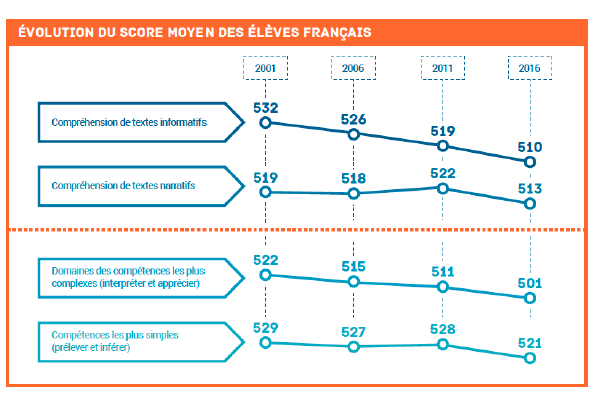 ÉVOLUTION DU SCORE MOYEN DES ÉLÈVES FRANÇAIS
2001 2006 2011 2016
Compréhension de textes informatifs 532 526 519 510
Compréhension de textes narratifs 519 518 522 513
Domaines des compétences les plus
complexes (interpréter et apprécier) 522 515 511 501
Compétences les plus simples
(prélever et inférer) 529 527 528 521